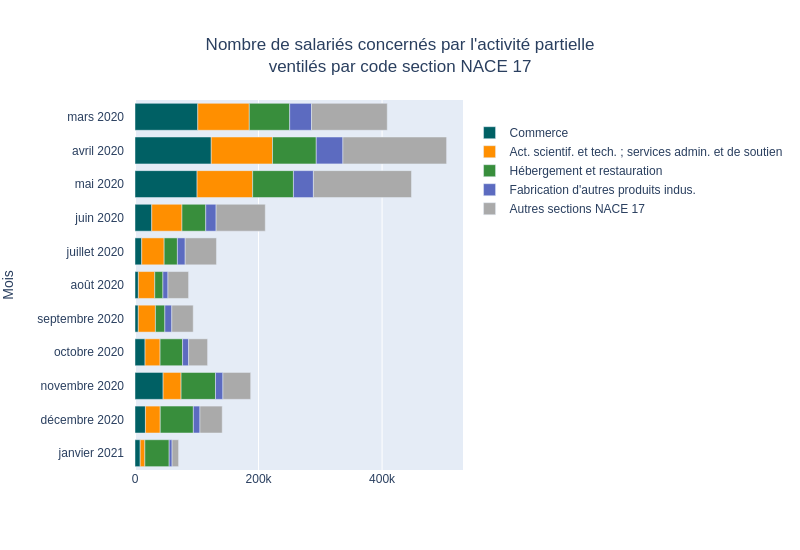 Nombre de salariés concernés par l'activité partielle
ventilés par code section NACE 17
mars 2020
avril 2020
mai 2020
juin 2020
juillet 2020
août 2020
septembre 2020
octobre 2020
novembre 2020
décembre 2020
janvier 2021
Mois
0
200k
400k
Commerce
Act. scientif. et tech. ; services admin. et de soutien
Hébergement et restauration
Fabrication d'autres produits indus.
Autres sections NACE 17